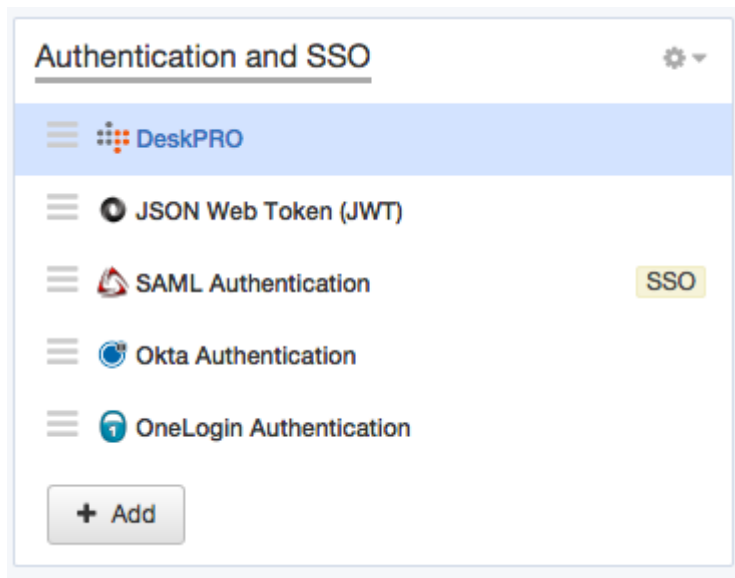 Authentication and SSO
DeskPRO
JSON Web Token (JWT)
SAML Authentication SSO
Okta Authentication
OneLogin Authentication
+ Add